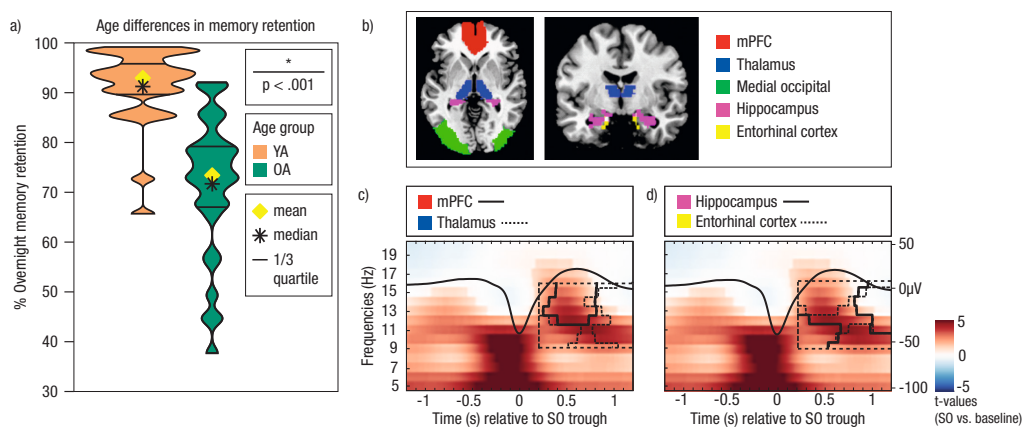 a)
Age differences in memory retention
% Overnight memory retention
100
90
80
70
60
50
40
30
*
p < .001
Age group
YA
OA
mean
median
1/3
quartile
b)
mPFC
Thalamus
Medial occipital
Hippocampus
Entorhinal cortex
c)
mPFC
Thalamus
Frequencies (Hz)
19
17
15
13
11
9
7
5
-1
-0.5
0
0.5
1
Time (s) relative to SO trough
d)
Hippocampus
Entorhinal cortex
50
0µV
-50
-100
-1
-0.5
0
0.5
1
Time (s) relative to SO trough
5
0
-5
t-values
(SO vs. baseline)